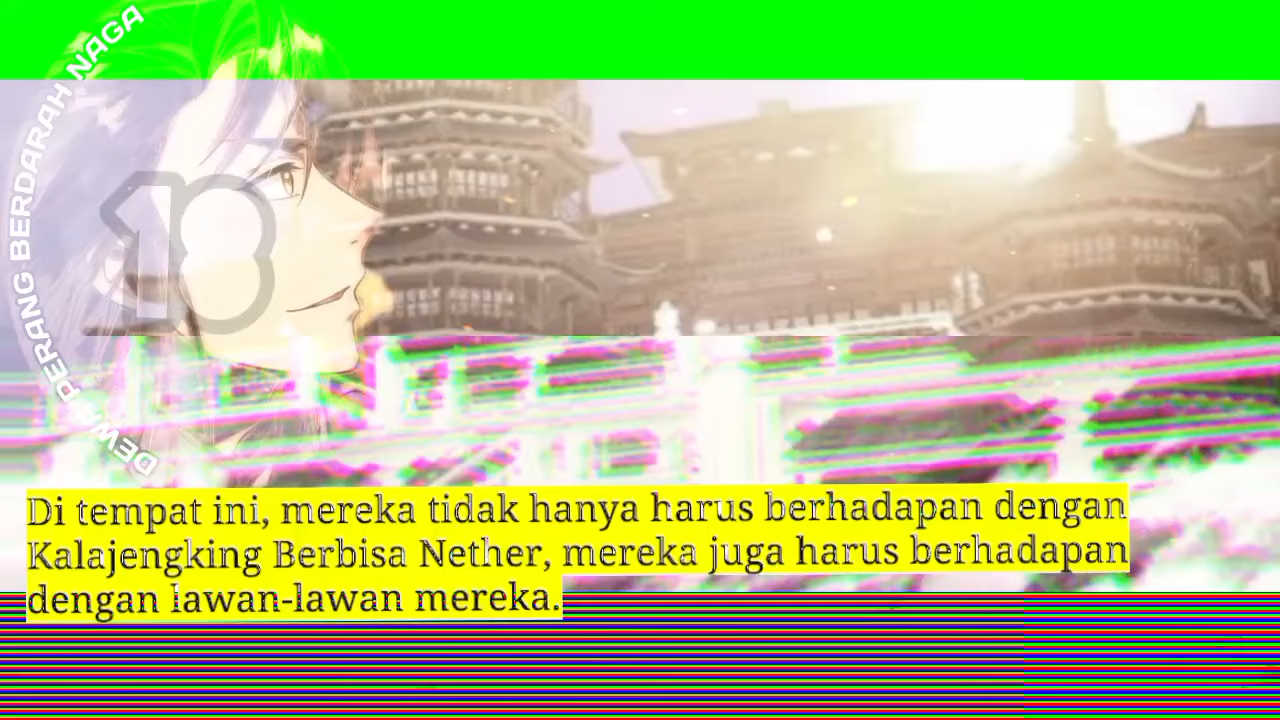 DEWA PERANG BERDARAH NAGA
18
Di tempat ini, mereka tidak hanya harus berhadapan dengan
Kalajengking Berbisa Nether, mereka juga harus berhadapan
dengan lawan-lawan mereka.